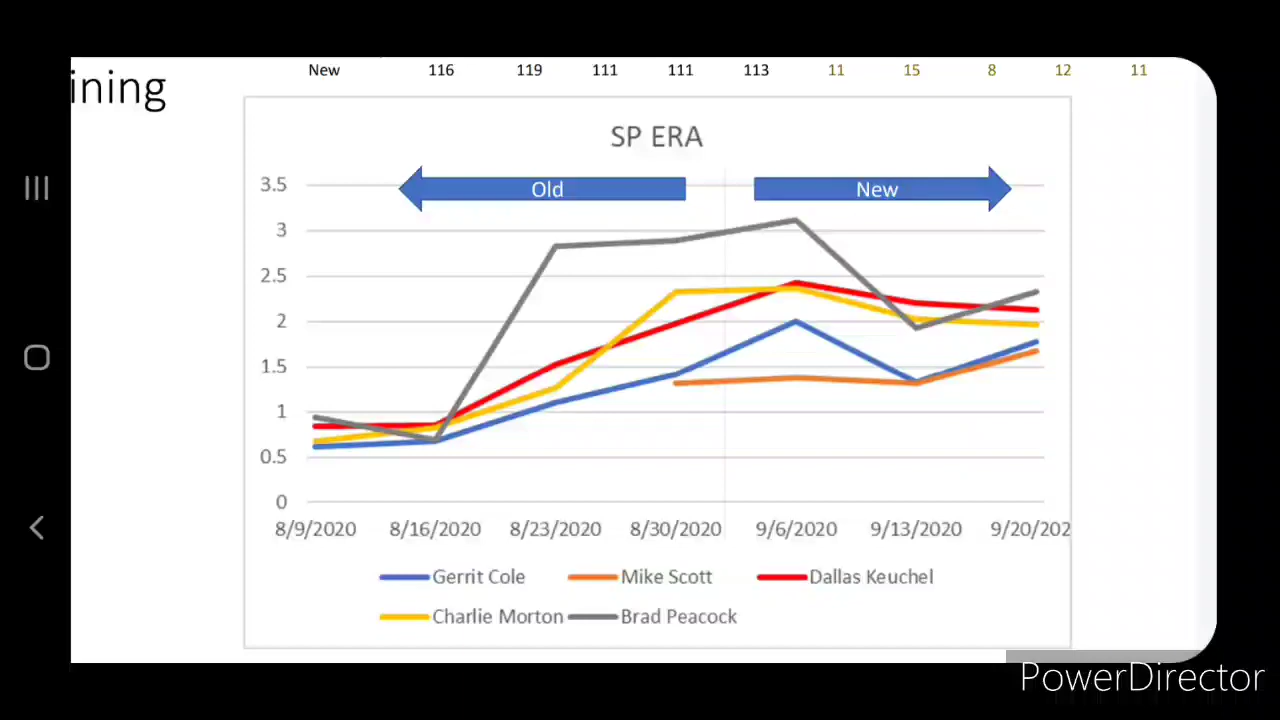 New 116 119 111 111 113 11 15 8 12 11
ining
SP ERA
Old New
3.5
3
2.5
2
1.5
1
0.5
0
8/9/2020 8/16/2020 8/23/2020 8/30/2020 9/6/2020 9/13/2020 9/20/202
Gerrit Cole Mike Scott Dallas Keuchel
Charlie Morton Brad Peacock
PowerDirector